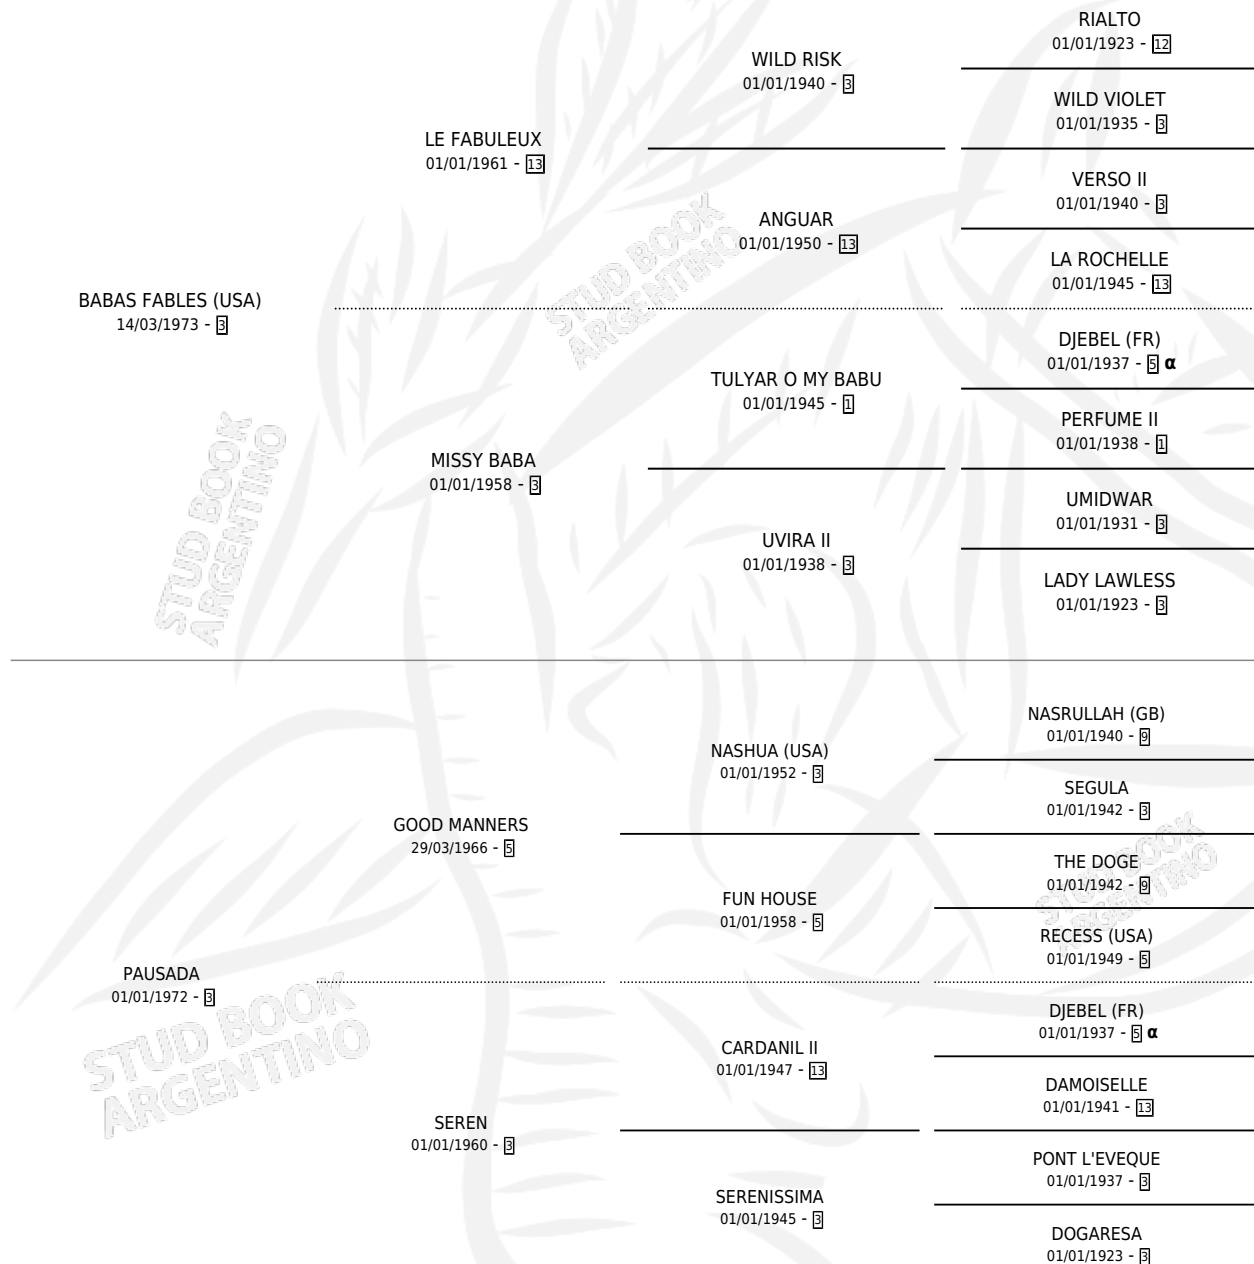 RIALTO
01/01/1923 - 12
WILD RISK
01/01/1940 - 3
WILD VIOLET
01/01/1935 - 3
LE FABULEUX
01/01/1961 - 13
VERSO II
01/01/1940 - 3
ANGUAR
01/01/1950 - 13
LA ROCHELLE
01/01/1945 - 13
BABAS FABLES (USA)
14/03/1973 - 3
DJEBEL (FR)
01/01/1937 - 5 α
TULYAR O MY BABU
01/01/1945 - 1
PERFUME II
01/01/1938 - 1
MISSY BABA
01/01/1958 - 3
UMIDWAR
01/01/1931 - 3
UVIRA II
01/01/1938 - 3
LADY LAWLESS
01/01/1923 - 3
NASRULLAH (GB)
01/01/1940 - 9
NASHUA (USA)
01/01/1952 - 3
SEGULA
01/01/1942 - 3
GOOD MANNERS
29/03/1966 - 5
THE DOGE
01/01/1942 - 9
FUN HOUSE
01/01/1958 - 5
RECESS (USA)
01/01/1949 - 5
PAUSADA
01/01/1972 - 3
DJEBEL (FR)
01/01/1937 - 5 α
CARDANIL II
01/01/1947 - 13
DAMOISELLE
01/01/1941 - 13
SEREN
01/01/1960 - 3
PONT L'EVEQUE
01/01/1937 - 3
SERENISSIMA
01/01/1945 - 3
DOGARESA
01/01/1923 - 3
STUD BOOK
ARGENTINO
STUD BOOK
ARGENTINO
STUD BOOK
ARGENTINO
STUD BOOK
ARGENTINO